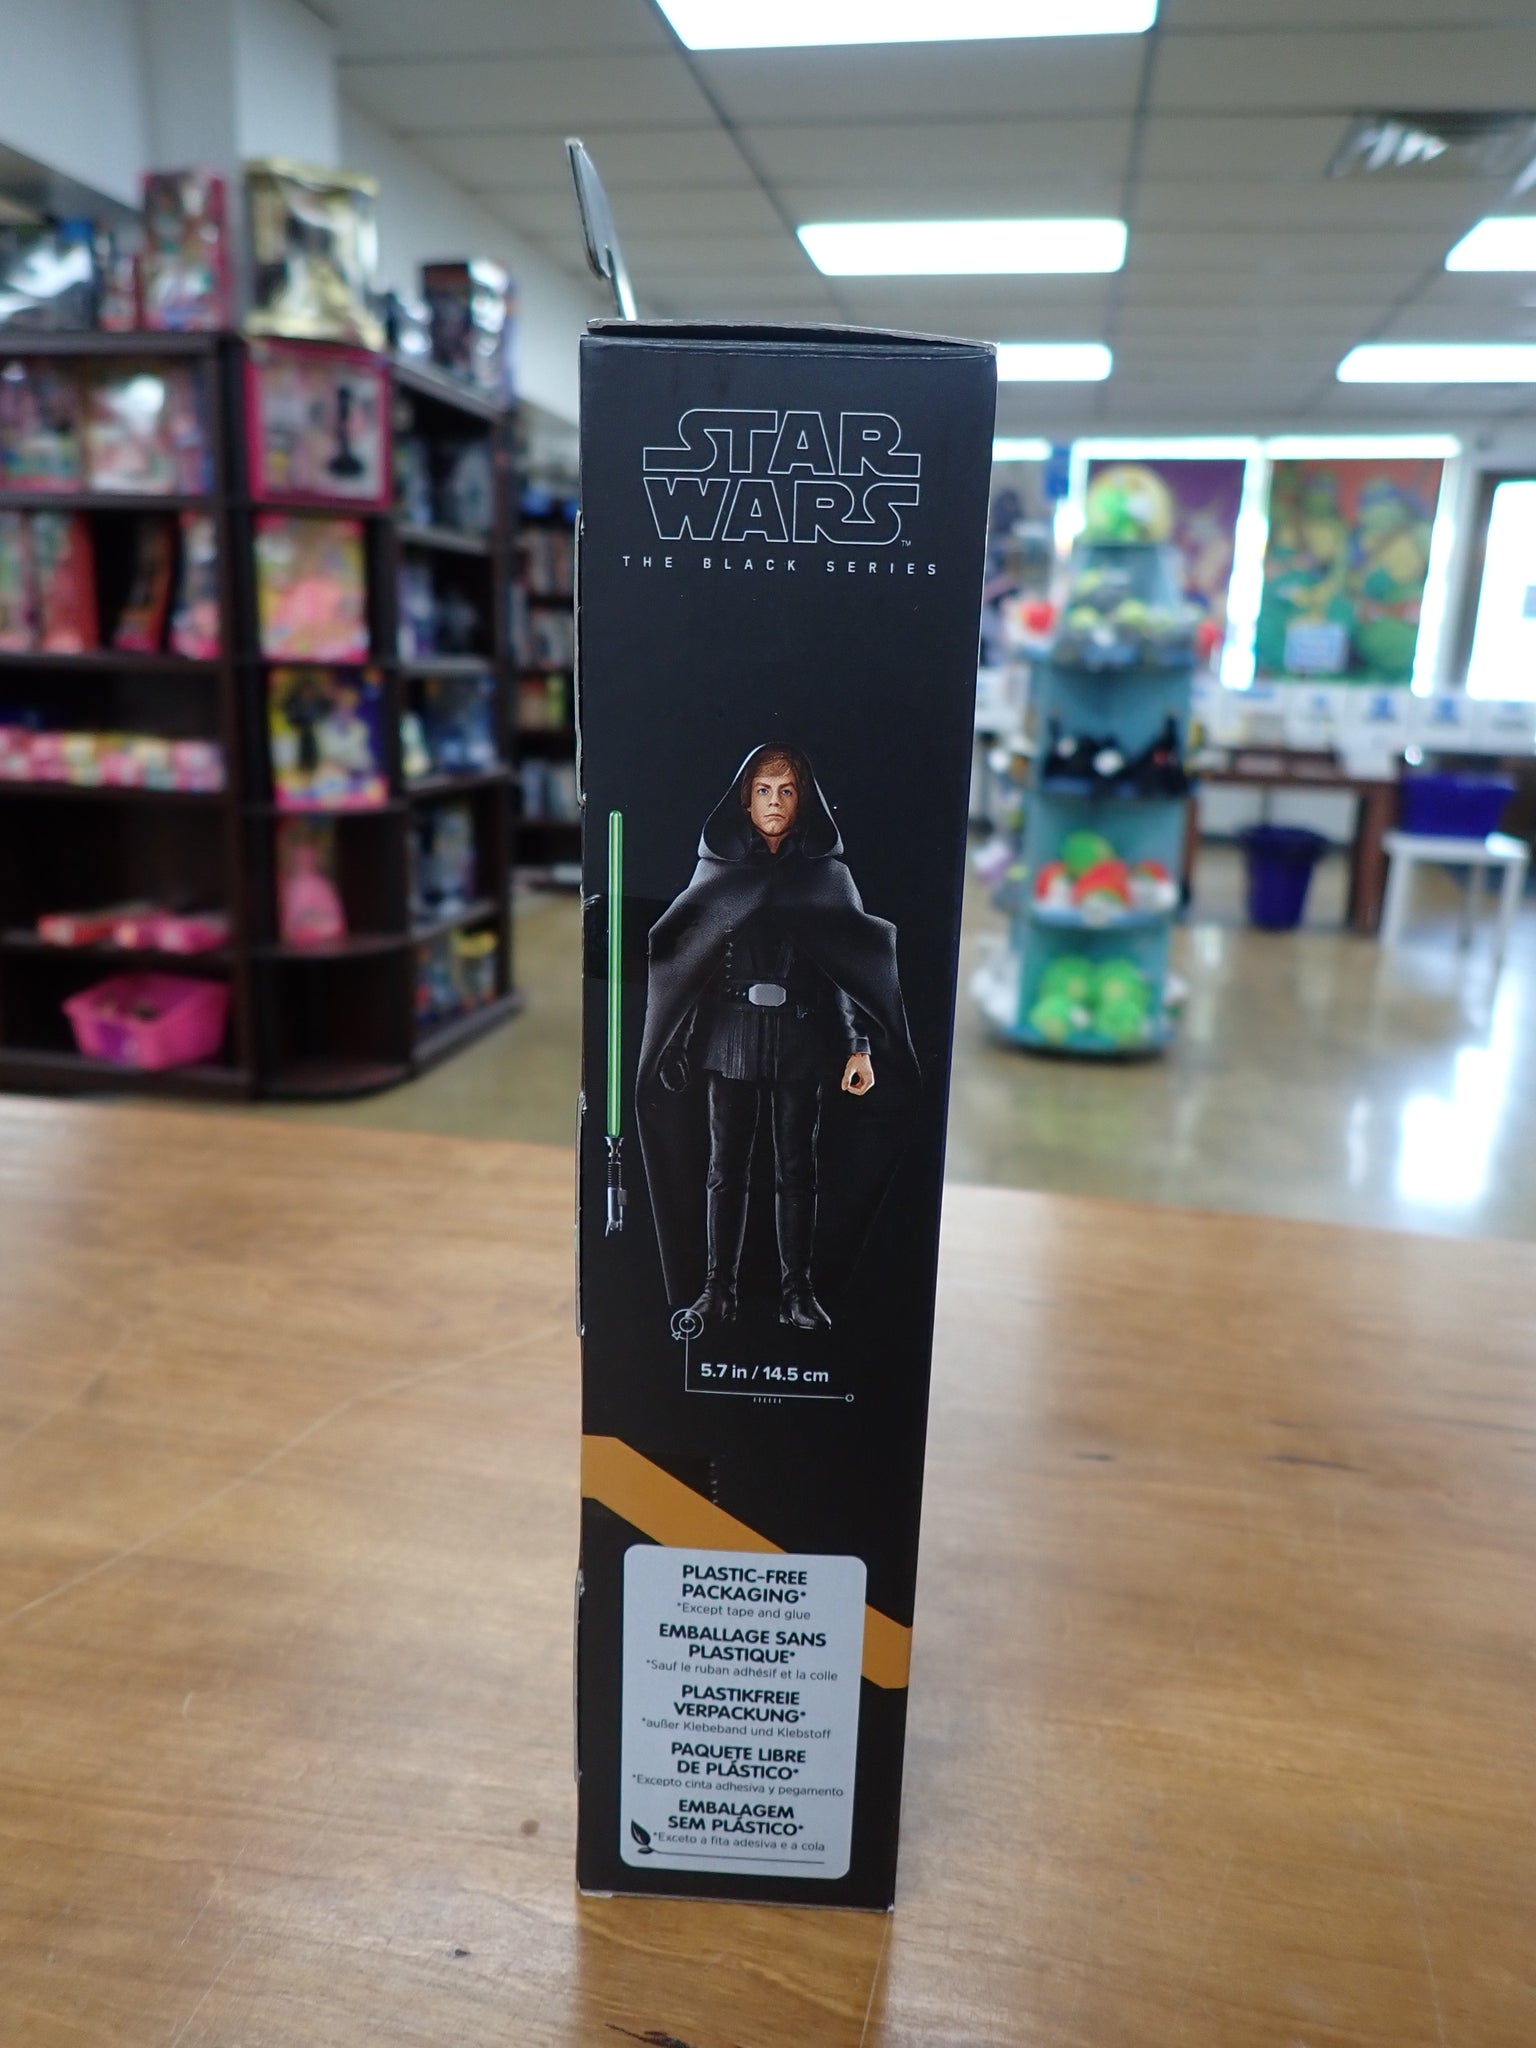 STAR
WARS™
THE BLACK SERIES
5.7 in / 14.5 cm
PLASTIC-FREE
PACKAGING*
*Except tape and glue
EMBALLAGE SANS
PLASTIQUE*
*Sauf le ruban adhésif et la colle
PLASTIKFREIE
VERPACKUNG*
*außer Klebeband und Klebstoff
PAQUETE LIBRE
DE PLÁSTICO*
*Excepto cinta adhesiva y pegamento
EMBALAGEM
SEM PLÁSTICO*
*Exceto a fita adesiva e a cola